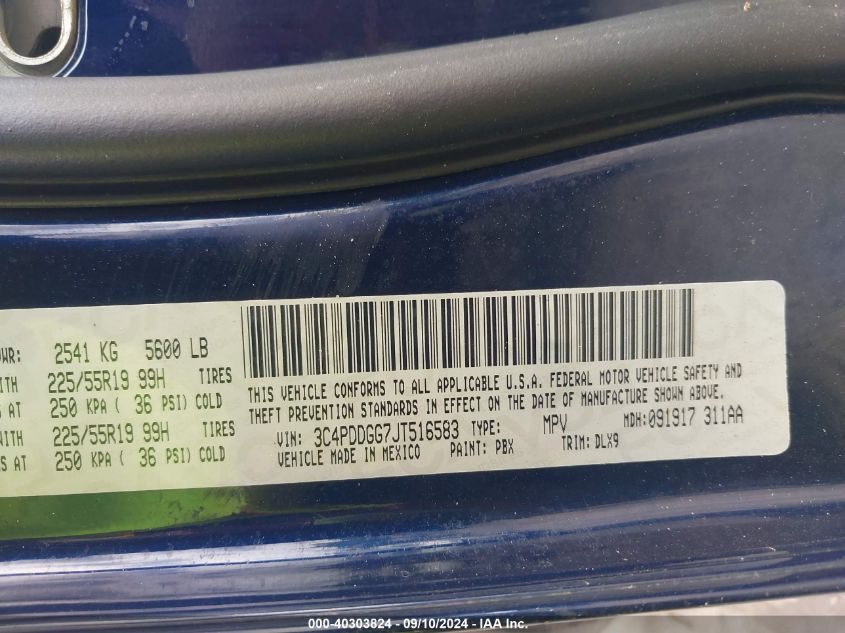 WR: 2541 KG 5600 LB
WITH 225/55R19 99H TIRES
S AT 250 KPA ( 36 PSI) COLD
WITH 225/55R19 99H TIRES
ES AT 250 KPA ( 36 PSI) COLD
THIS VEHICLE CONFORMS TO ALL APPLICABLE U.S.A. FEDERAL MOTOR VEHICLE SAFETY AND
THEFT PREVENTION STANDARDS IN EFFECT ON THE DATE OF MANUFACTURE SHOWN ABOVE.
VIN: 3C4PDDGG7JT516583 TYPE: MPV MDH:091917 311AA
VEHICLE MADE IN MEXICO PAINT: PBX TRIM: DLX9
000-40303824 - 09/10/2024 - IAA Inc.